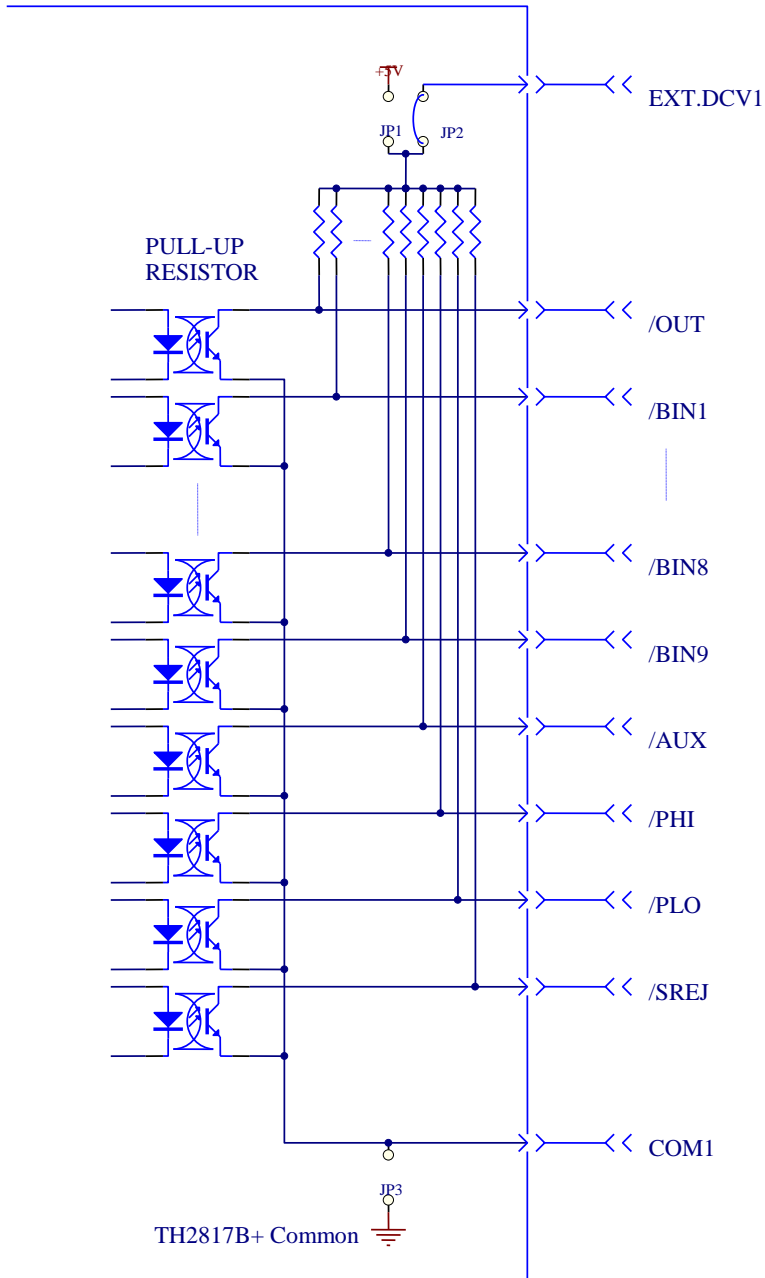 +5V
EXT.DCV1
JP1
JP2
PULL-UP
RESISTOR
/OUT
/BIN1
/BIN8
/BIN9
/AUX
/PHI
/PLO
/SREJ
COM1
JP3
TH2817B+ Common